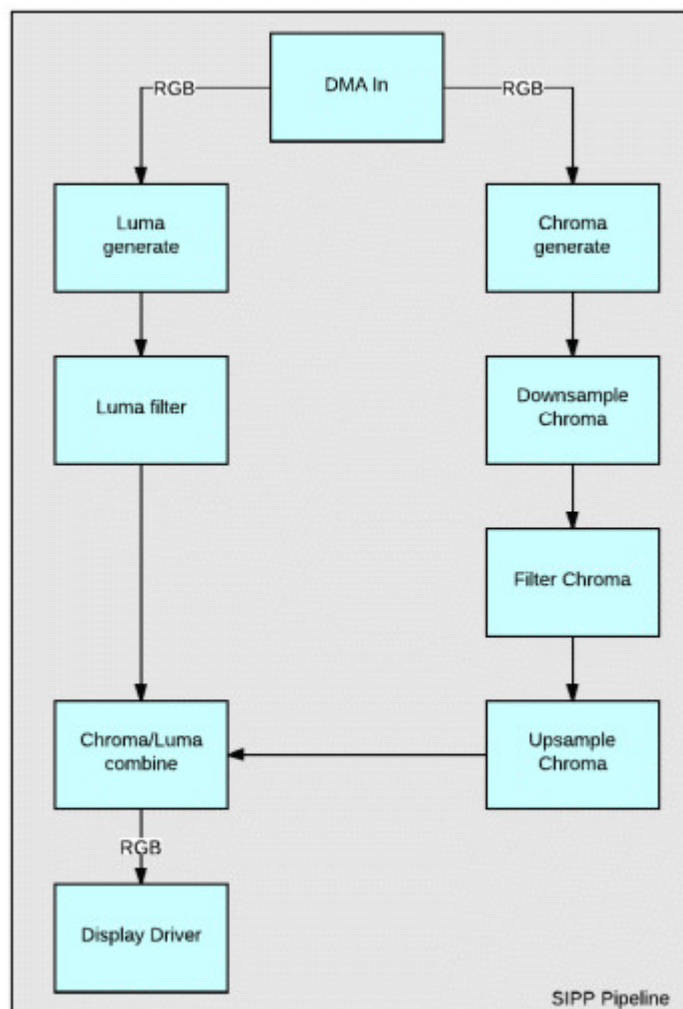 DMA In
RGB
RGB
Luma
generate
Chroma
generate
Luma filter
Downsample
Chroma
Filter Chroma
Chroma/Luma
combine
Upsample
Chroma
RGB
Display Driver
SIPP Pipeline